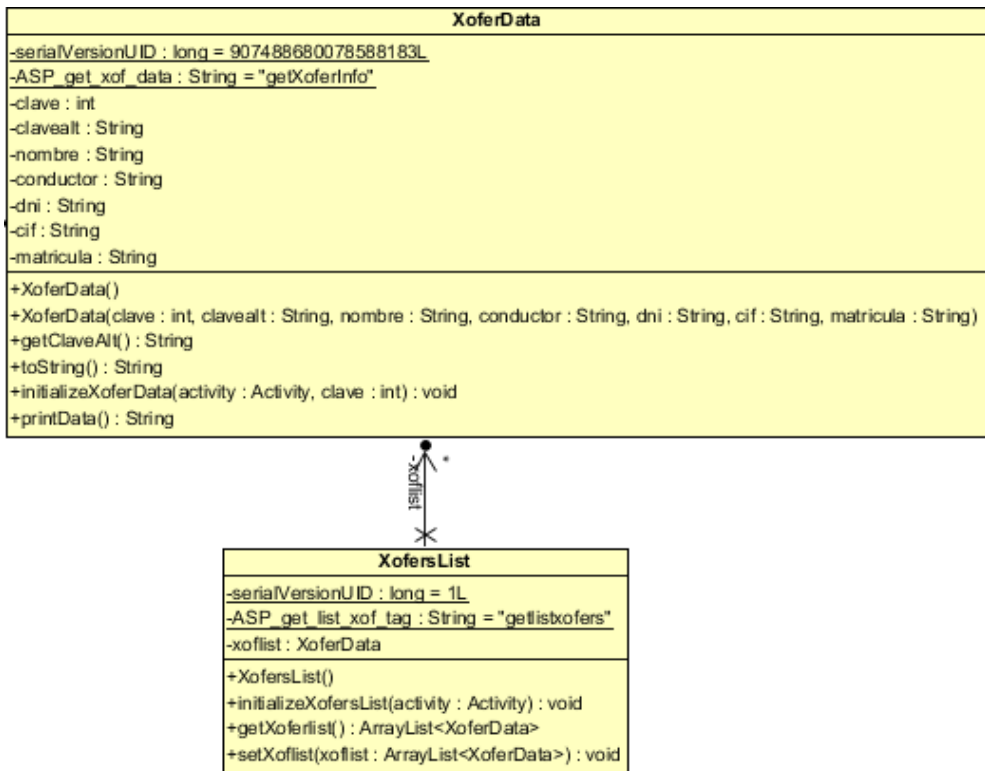 XoferData
-serialVersionUID : long = 907488680078588183L
-ASP_get_xof_data : String = "getXoferInfo"
-clave : int
-clavealt : String
-nombre : String
-conductor : String
-dni : String
-cif : String
-matricula : String
+XoferData()
+XoferData(clave : int, clavealt : String, nombre : String, conductor : String, dni : String, cif : String, matricula : String)
+getClaveAlt() : String
+toString() : String
+initializeXoferData(activity : Activity, clave : int) : void
+printData() : String
-xoflist
*
XofersList
-serialVersionUID : long = 1L
-ASP_get_list_xof_tag : String = "getlistxofers"
-xoflist : XoferData
+XofersList()
+initializeXofersList(activity : Activity) : void
+getXoferlist() : ArrayList<XoferData>
+setXoflist(xoflist : ArrayList<XoferData>) : void